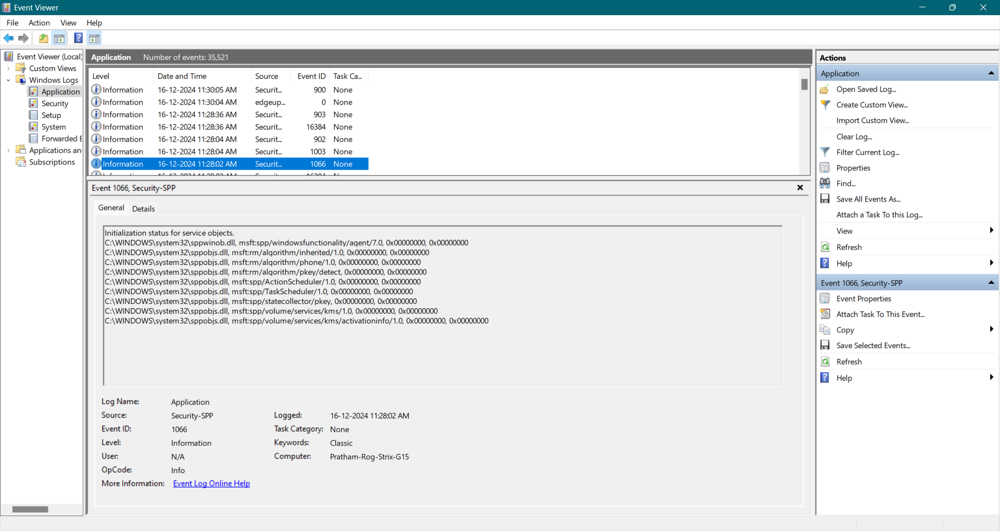 Event Viewer
File Action View Help
Event Viewer (Local)
Custom Views
Windows Logs
Application
Security
Setup
System
Forwarded E
Applications an
Subscriptions
Application Number of events: 35,521
Level Date and Time Source Event ID Task Ca...
Information 16-12-2024 11:30:05 AM Securit... 900 None
Information 16-12-2024 11:30:04 AM edgeup... 0 None
Information 16-12-2024 11:28:36 AM Securit... 903 None
Information 16-12-2024 11:28:36 AM Securit... 16384 None
Information 16-12-2024 11:28:04 AM Securit... 902 None
Information 16-12-2024 11:28:04 AM Securit... 1003 None
Information 16-12-2024 11:28:02 AM Securit... 1066 None
Event 1066, Security-SPP
General Details
Initialization status for service objects.
C:\WINDOWS\system32\sppwinob.dll, msft:spp/windowsfunctionality/agent/7.0, 0x00000000, 0x00000000
C:\WINDOWS\system32\sppobjs.dll, msft:rm/algorithm/inherited/1.0, 0x00000000, 0x00000000
C:\WINDOWS\system32\sppobjs.dll, msft:rm/algorithm/phone/1.0, 0x00000000, 0x00000000
C:\WINDOWS\system32\sppobjs.dll, msft:rm/algorithm/pkey/detect, 0x00000000, 0x00000000
C:\WINDOWS\system32\sppobjs.dll, msft:spp/ActionScheduler/1.0, 0x00000000, 0x00000000
C:\WINDOWS\system32\sppobjs.dll, msft:spp/TaskScheduler/1.0, 0x00000000, 0x00000000
C:\WINDOWS\system32\sppobjs.dll, msft:spp/statecollector/pkey, 0x00000000, 0x00000000
C:\WINDOWS\system32\sppobjs.dll, msft:spp/volume/services/kms/1.0, 0x00000000, 0x00000000
C:\WINDOWS\system32\sppobjs.dll, msft:spp/volume/services/kms/activationinfo/1.0, 0x00000000, 0x00000000
Log Name: Application
Source: Security-SPP Logged: 16-12-2024 11:28:02 AM
Event ID: 1066 Task Category: None
Level: Information Keywords: Classic
User: N/A Computer: Pratham-Rog-Strix-G15
OpCode: Info
More Information: Event Log Online Help
Actions
Application
Open Saved Log...
Create Custom View...
Import Custom View...
Clear Log...
Filter Current Log...
Properties
Find...
Save All Events As...
Attach a Task To this Log...
View
Refresh
Help
Event 1066, Security-SPP
Event Properties
Attach Task To This Event...
Copy
Save Selected Events...
Refresh
Help